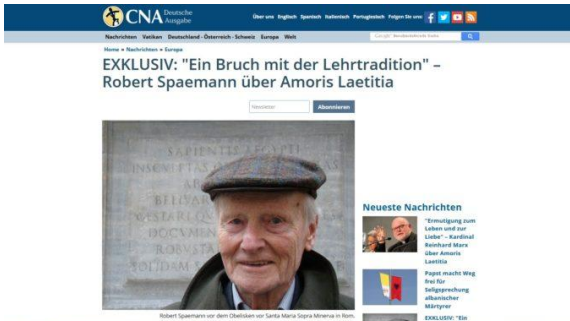 CNA Deutsche
Ausgabe
Über uns Englisch Spanisch Italienisch Portugiesisch Folgen Sie uns:
Nachrichten Vatikan Deutschland - Österreich - Schweiz Europa Welt
Google
Home » Nachrichten » Europa
EXKLUSIV: "Ein Bruch mit der Lehrtradition" –
Robert Spaemann über Amoris Laetitia
Newsletter
Abonnieren
SAPIENTIS AEGYPTI
Neueste Nachrichten
"Ermutigung zum
Leben und zur
Liebe" – Kardinal
Reinhard Marx
über Amoris
Laetitia
Papst macht Weg
frei für
Seligsprechung
albanischer
Märtyrer
EXKLUSIV: "Ein
Robert Spaemann vor dem Obelisken vor Santa Maria Sopra Minerva in Rom.